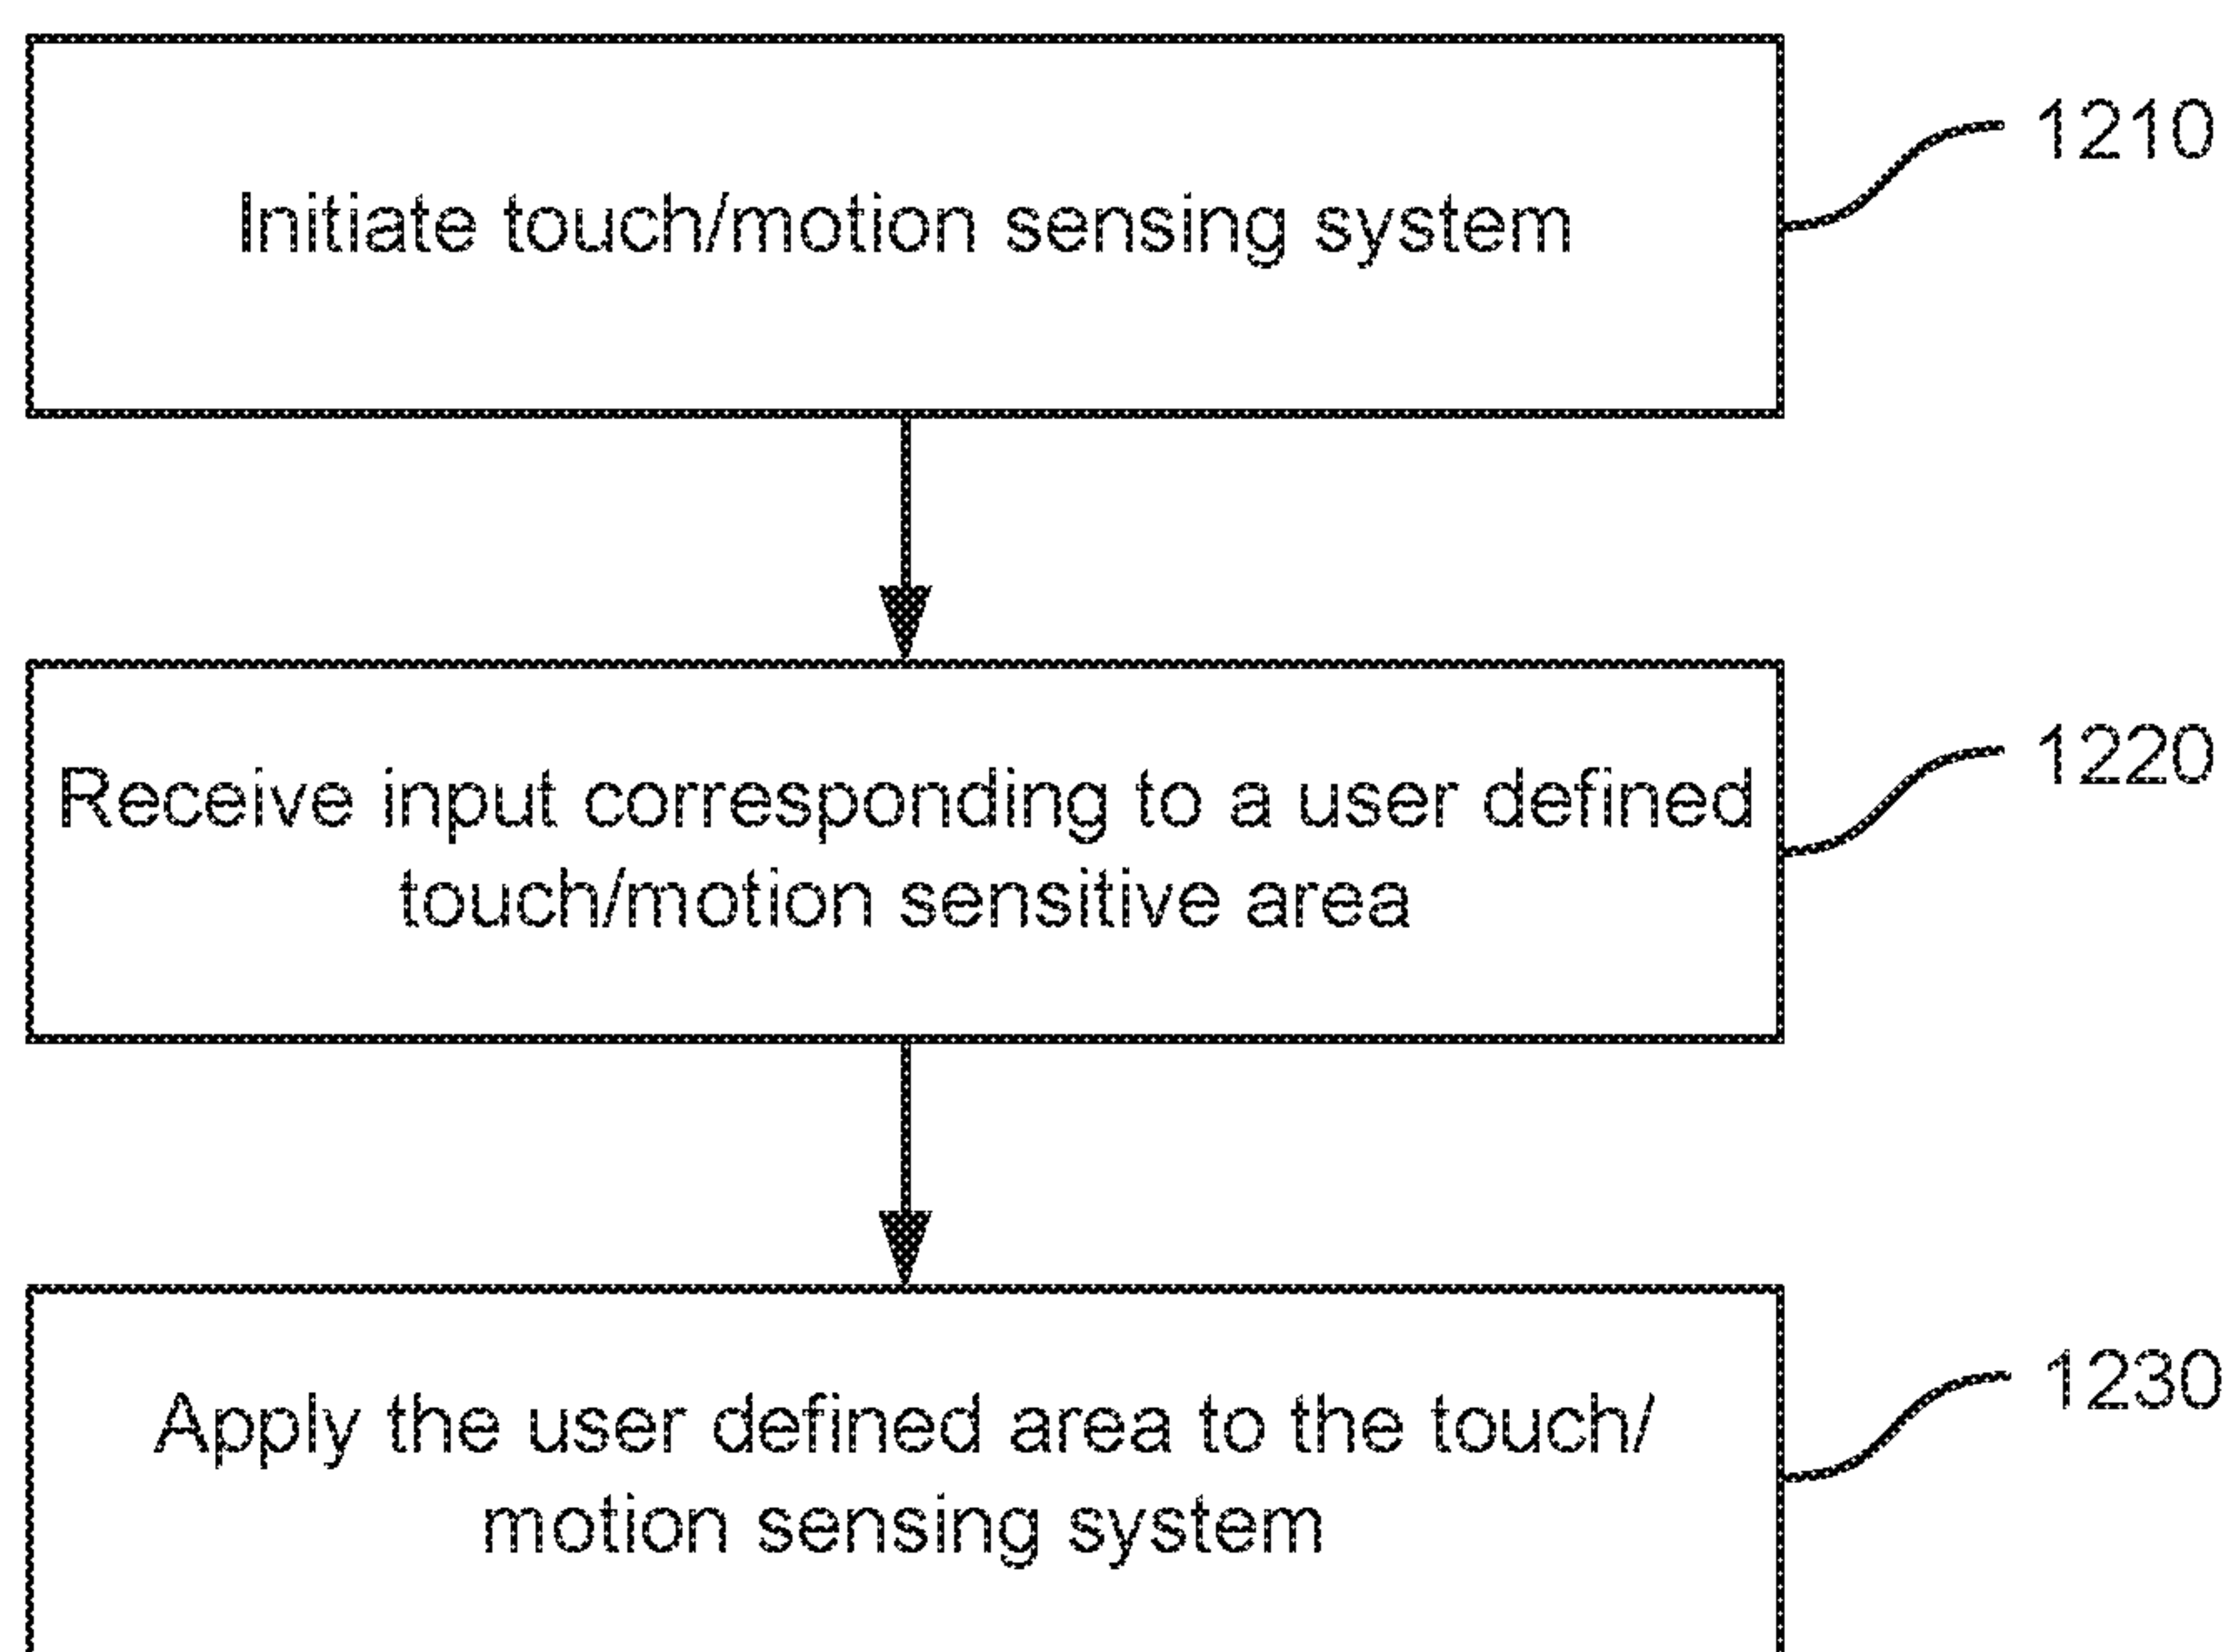 1210
Initiate touch/motion sensing system
1220
Receive input corresponding to a user defined
touch/motion sensitive area
1230
Apply the user defined area to the touch/
motion sensing system